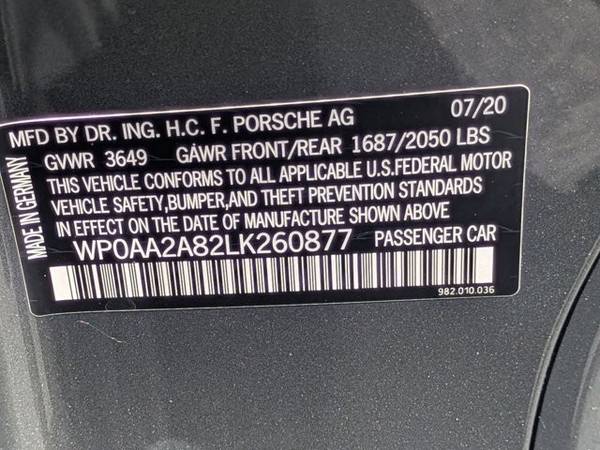 MFD BY DR. ING. H.C. F. PORSCHE AG 07/20
GVWR 3649 GAWR FRONT/REAR 1687/2050 LBS
THIS VEHICLE CONFORMS TO ALL APPLICABLE U.S.FEDERAL MOTOR
VEHICLE SAFETY,BUMPER,AND THEFT PREVENTION STANDARDS
IN EFFECT ON THE DATE OF MANUFACTURE SHOWN ABOVE
WP0AA2A82LK260877 PASSENGER CAR
982.010.036
MADE IN GERMANY